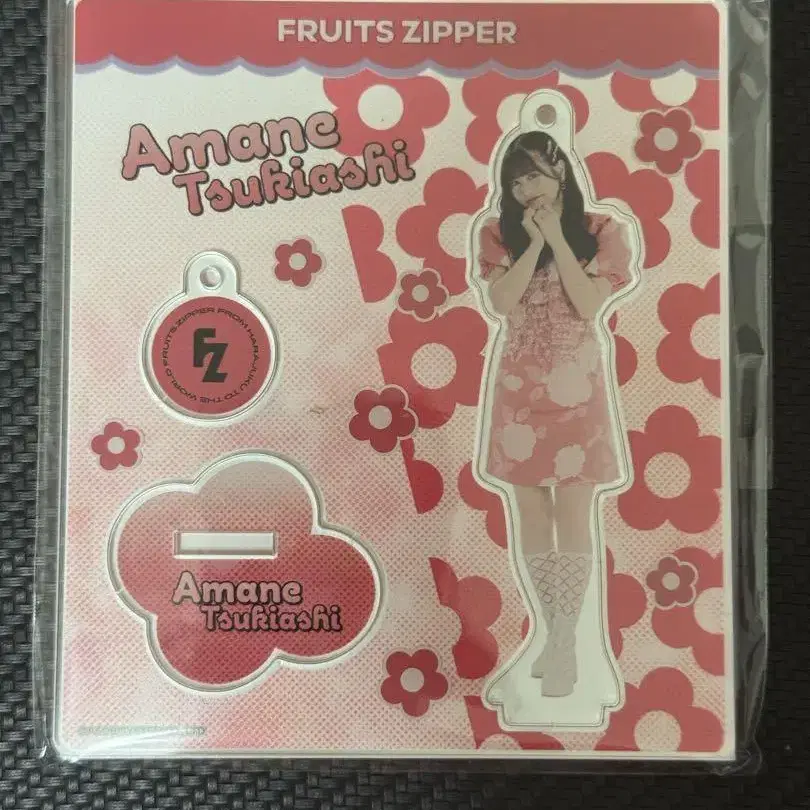 FRUITS ZIPPER
Amane
Tsukiashi
FRUITS ZIPPER FROM HARAJUKU TO THE WORLD
FZ
Amane
Tsukiashi